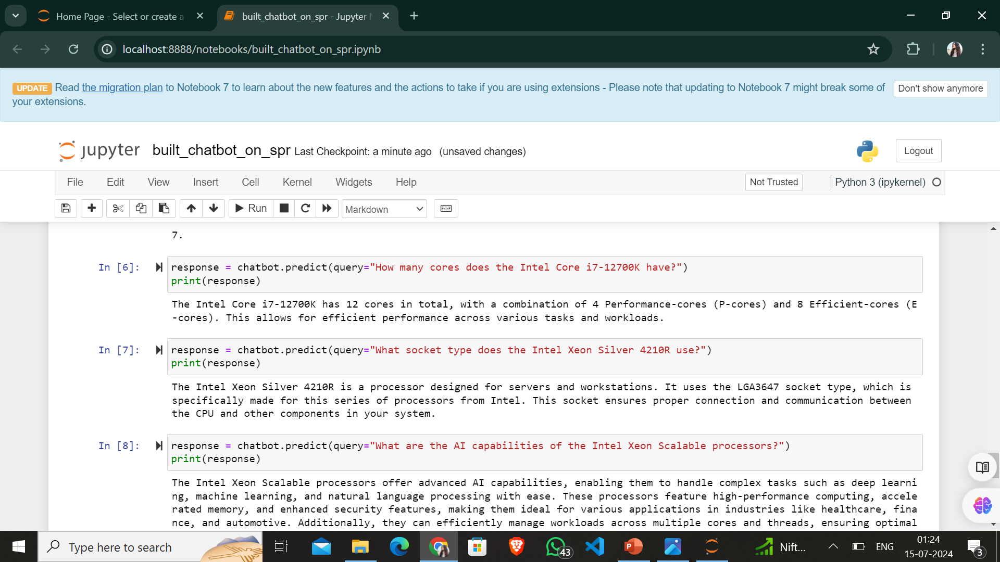 Home Page - Select or create a
built_chatbot_on_spr - Jupyter N
localhost:8888/notebooks/built_chatbot_on_spr.ipynb
UPDATE Read the migration plan to Notebook 7 to learn about the new features and the actions to take if you are using extensions - Please note that updating to Notebook 7 might break some of
your extensions.
Don't show anymore
jupyter built_chatbot_on_spr Last Checkpoint: a minute ago (unsaved changes)
Logout
File Edit View Insert Cell Kernel Widgets Help
Not Trusted Python 3 (ipykernel)
Run Markdown
7.
In [6]: response = chatbot.predict(query="How many cores does the Intel Core i7-12700K have?")
print(response)
The Intel Core i7-12700K has 12 cores in total, with a combination of 4 Performance-cores (P-cores) and 8 Efficient-cores (E
-cores). This allows for efficient performance across various tasks and workloads.
In [7]: response = chatbot.predict(query="What socket type does the Intel Xeon Silver 4210R use?")
print(response)
The Intel Xeon Silver 4210R is a processor designed for servers and workstations. It uses the LGA3647 socket type, which is
specifically made for this series of processors from Intel. This socket ensures proper connection and communication between
the CPU and other components in your system.
In [8]: response = chatbot.predict(query="What are the AI capabilities of the Intel Xeon Scalable processors?")
print(response)
The Intel Xeon Scalable processors offer advanced AI capabilities, enabling them to handle complex tasks such as deep learni
ng, machine learning, and natural language processing with ease. These processors feature high-performance computing, accele
rated memory, and enhanced security features, making them ideal for various applications in industries like healthcare, fina
nce, and automotive. Additionally, they can efficiently manage workloads across multiple cores and threads, ensuring optimal
Type here to search
43
P
Nift...
ENG
01:24
15-07-2024
3